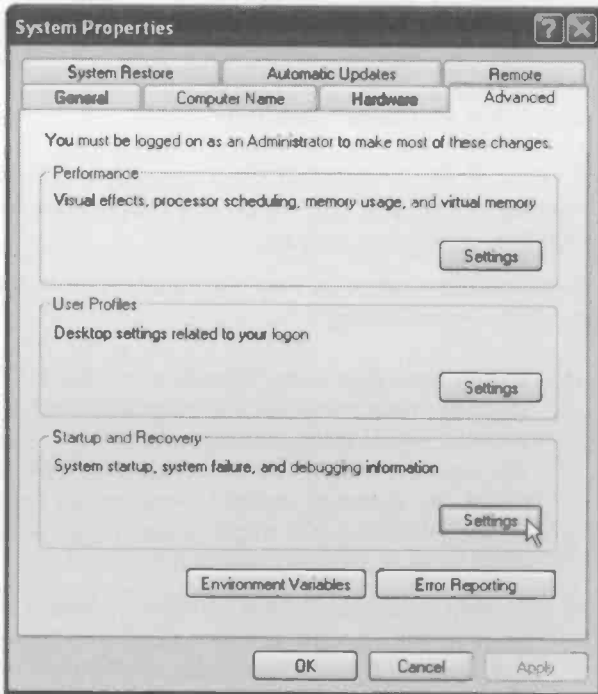 System Properties
System Restore
Automatic Updates
Remote
General
Computer Name
Hardware
Advanced
You must be logged on as an Administrator to make most of these changes.
Performance
Visual effects, processor scheduling, memory usage, and virtual memory
Settings
User Profiles
Desktop settings related to your logon
Settings
Startup and Recovery
System startup, system failure, and debugging information
Settings
Environment Variables
Error Reporting
OK
Cancel
Apply